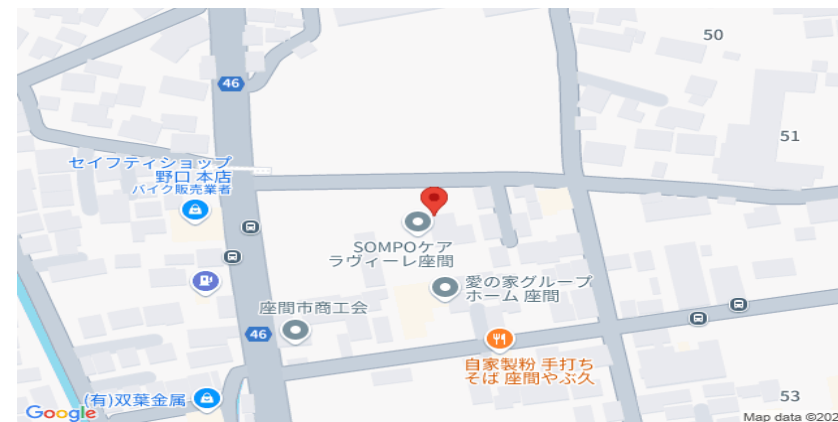 50
46
51
セイフティショップ
野口 本店
バイク販売業者
SOMPOケア
ラヴィーレ座間
愛の家グループ
ホーム 座間
座間市商工会
46
自家製粉 手打ち
そば 座間やぶ久
(有)双葉金属
53
Google
Map data ©202